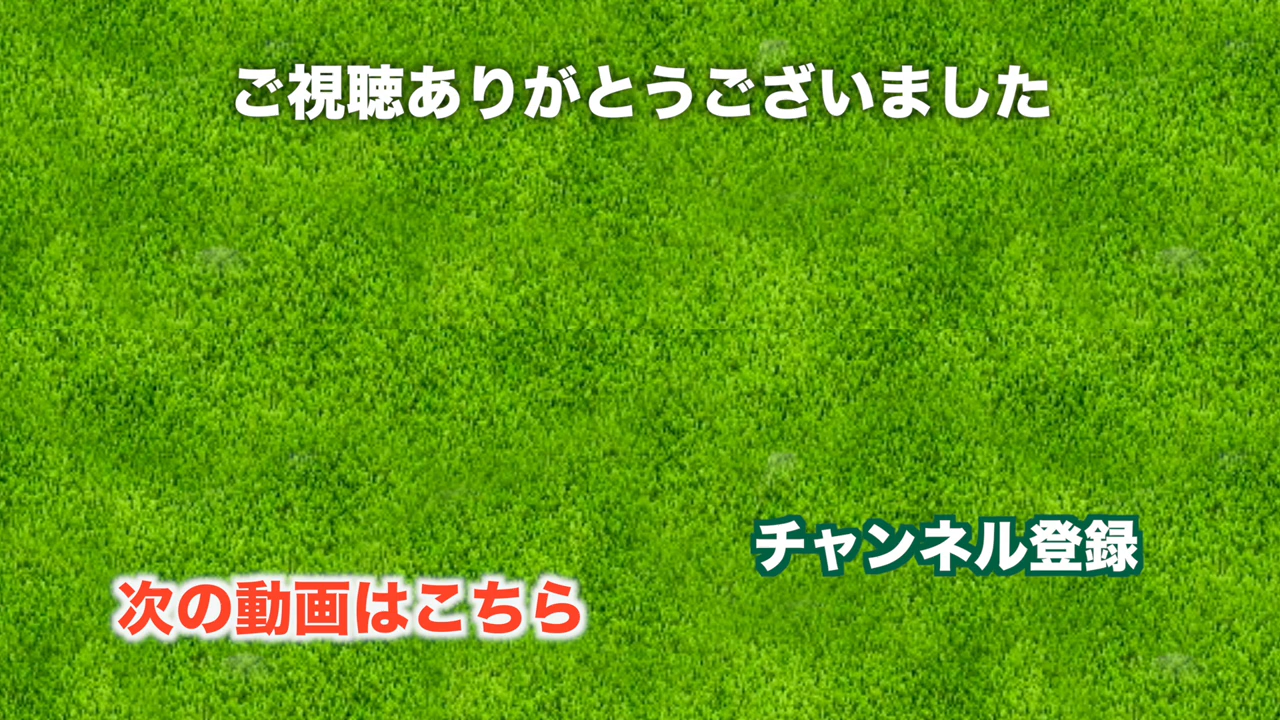 ご視聴ありがとうございました
チャンネル登録
次の動画はこちら